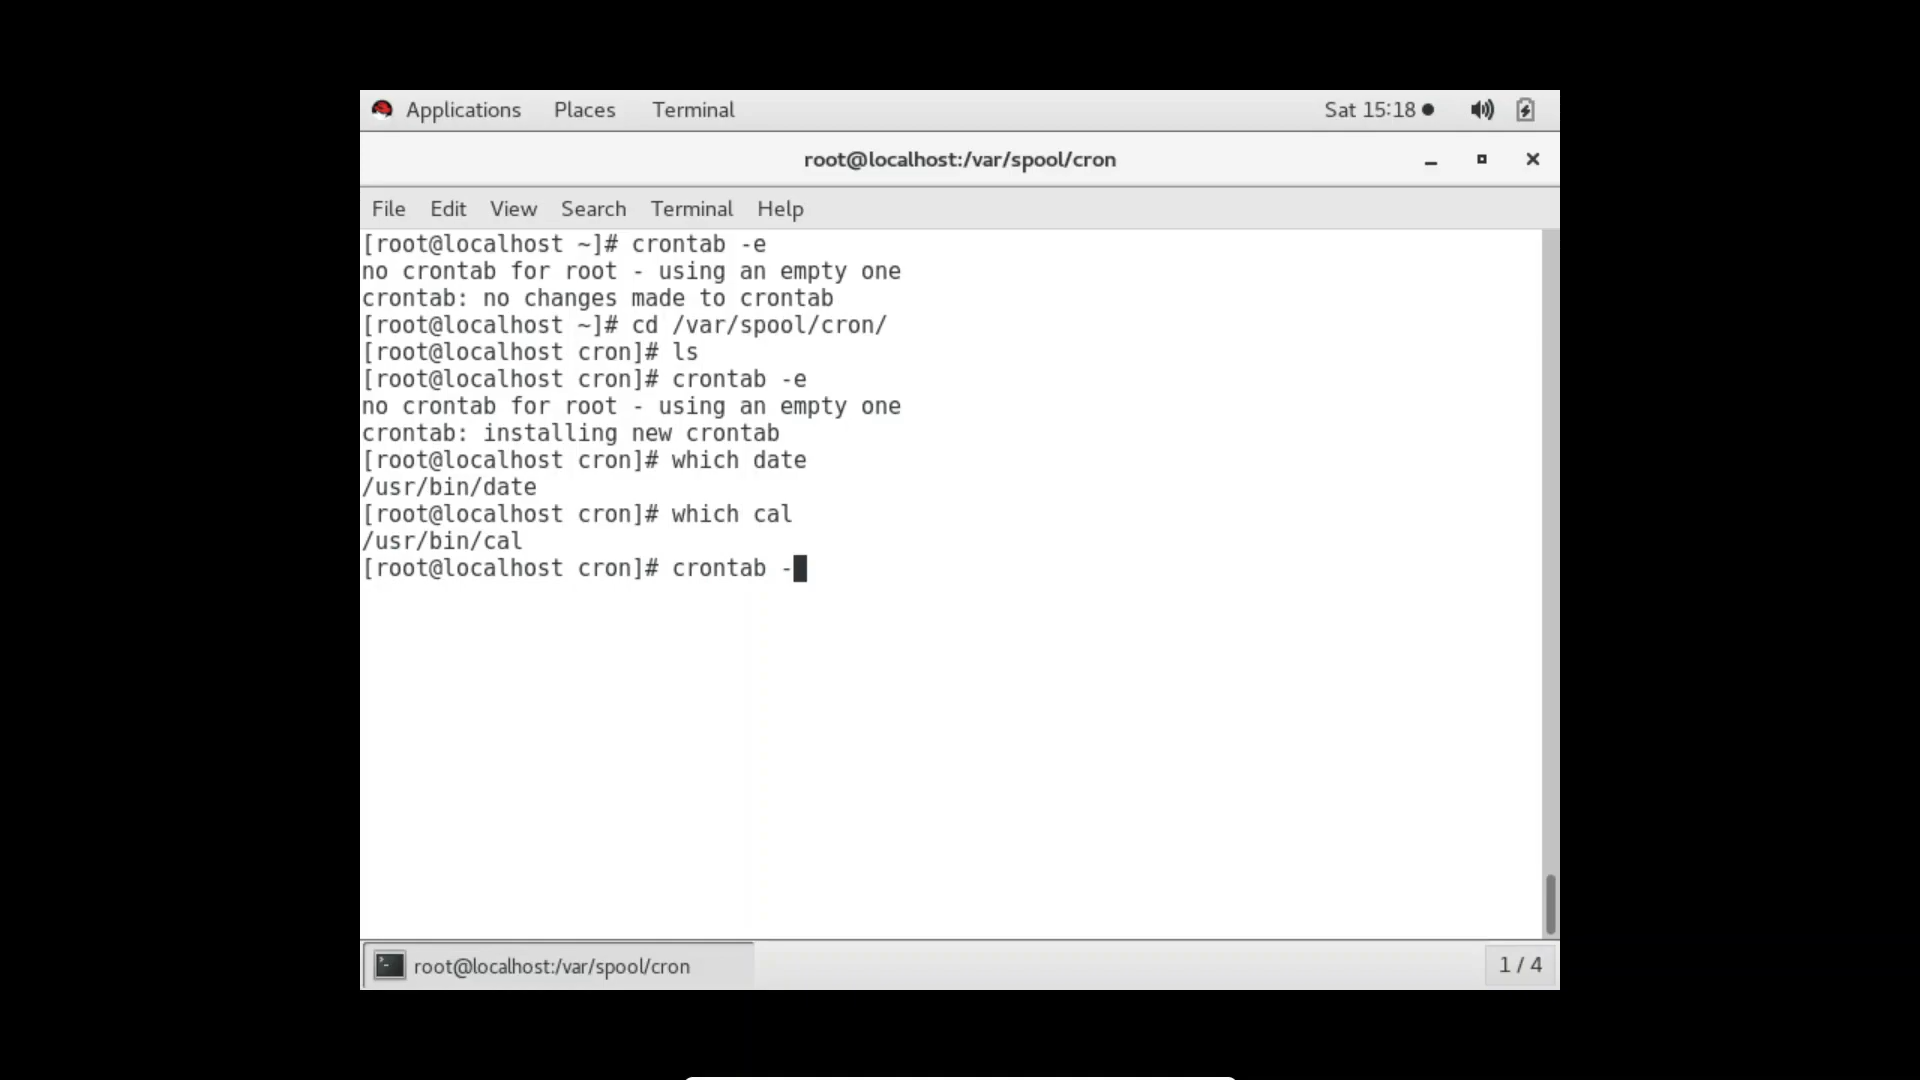 Applications Places Terminal Sat 15:18
root@localhost:/var/spool/cron
File Edit View Search Terminal Help
[root@localhost ~]# crontab -e
no crontab for root - using an empty one
crontab: no changes made to crontab
[root@localhost ~]# cd /var/spool/cron/
[root@localhost cron]# ls
[root@localhost cron]# crontab -e
no crontab for root - using an empty one
crontab: installing new crontab
[root@localhost cron]# which date
/usr/bin/date
[root@localhost cron]# which cal
/usr/bin/cal
[root@localhost cron]# crontab -
root@localhost:/var/spool/cron 1 / 4